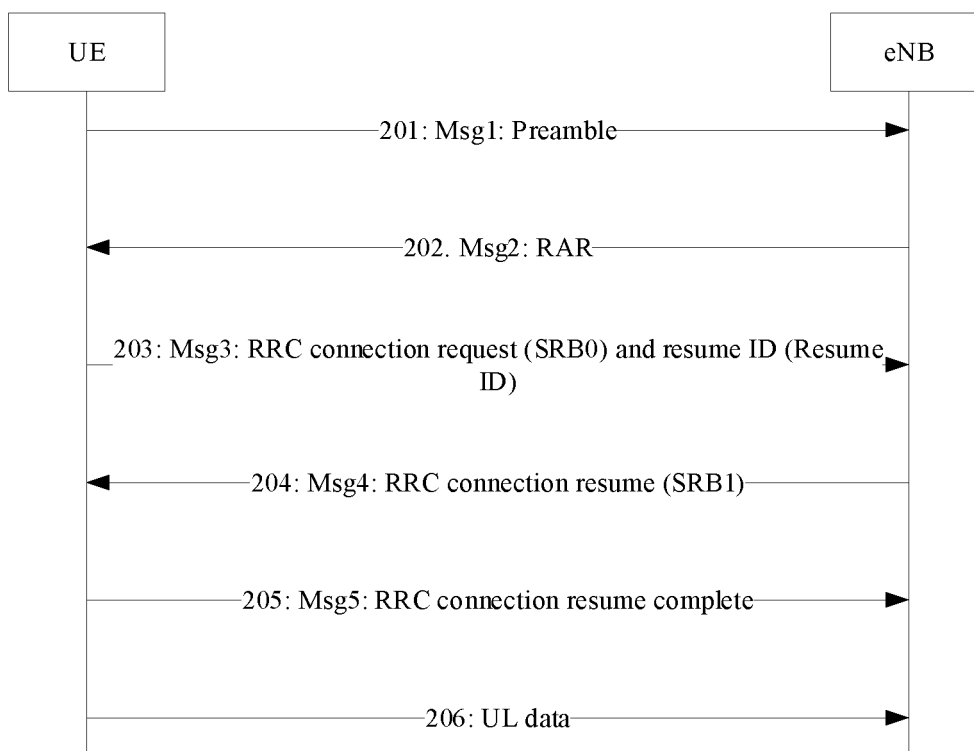 UE
eNB
201: Msg1: Preamble
202. Msg2: RAR
203: Msg3: RRC connection request (SRB0) and resume ID (Resume
ID)
204: Msg4: RRC connection resume (SRB1)
205: Msg5: RRC connection resume complete
206: UL data